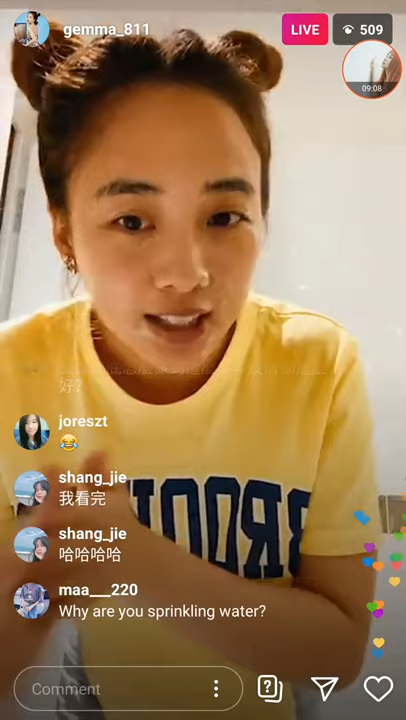 gemma_811
LIVE
509
09:08
好?
joreszt
😂
shang_jie
我看完
shang_jie
哈哈哈哈
BROOK
maa___220
Why are you sprinkling water?
Comment